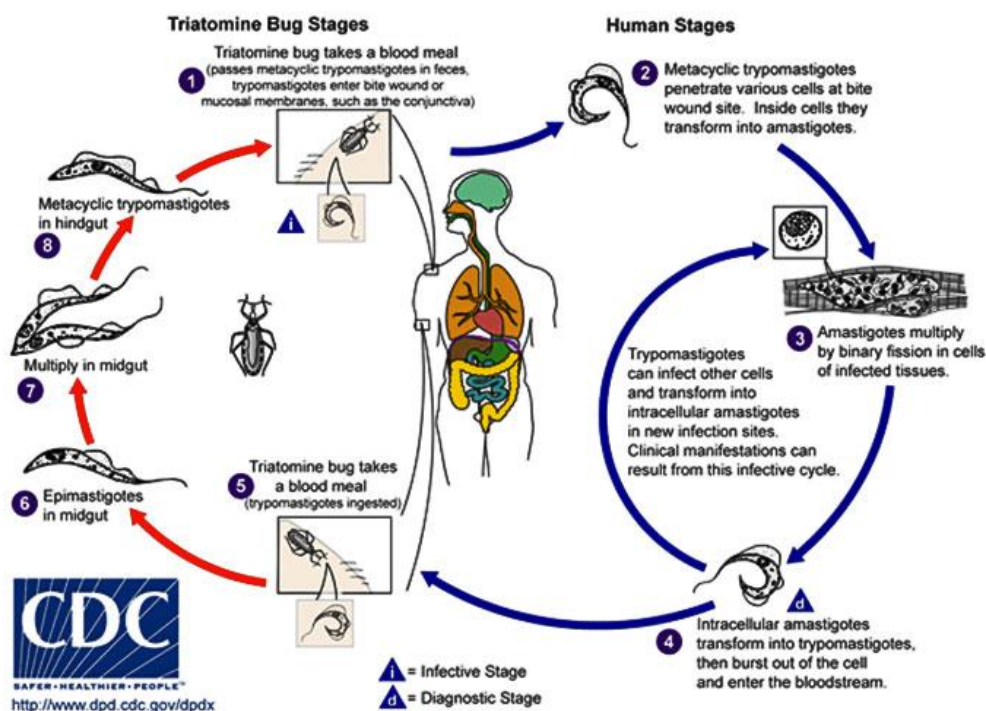 Triatomine Bug Stages
Human Stages
Triatomine bug takes a blood meal
(passes metacyclic trypomastigotes in feces,
trypomastigotes enter bite wound or
mucosal membranes, such as the conjunctiva)
1
i
2
Metacyclic trypomastigotes
penetrate various cells at bite
wound site. Inside cells they
transform into amastigotes.
3
Amastigotes multiply
by binary fission in cells
of infected tissues.
Trypomastigotes
can infect other cells
and transform into
intracellular amastigotes
in new infection sites.
Clinical manifestations can
result from this infective cycle.
d
4
Intracellular amastigotes
transform into trypomastigotes,
then burst out of the cell
and enter the bloodstream.
5
Triatomine bug takes
a blood meal
(trypomastigotes ingested)
6
Epimastigotes
in midgut
Multiply in midgut
7
Metacyclic trypomastigotes
in hindgut
8
i = Infective Stage
d = Diagnostic Stage
CDC
SAFER•HEALTHIER•PEOPLE™
http://www.dpd.cdc.gov/dpdx